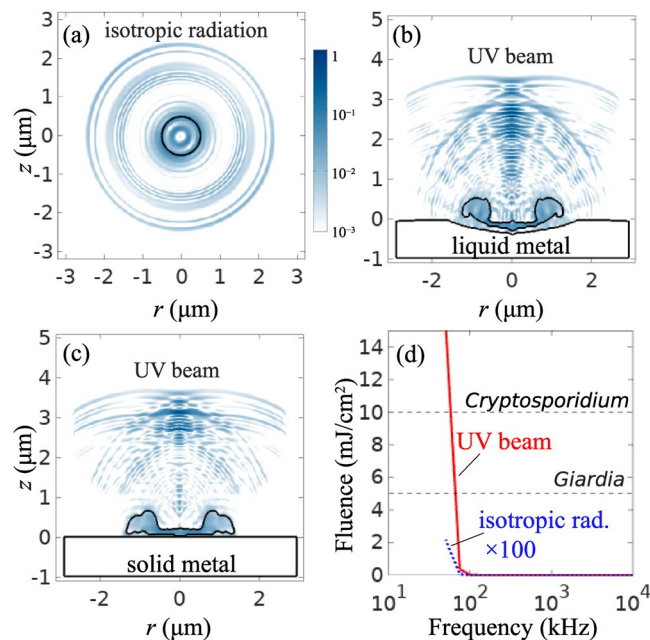 (a) isotropic radiation
z (μm)
3
2
1
0
-1
-2
-3
-3 -2 -1 0 1 2 3
r (μm)
1
10⁻¹
10⁻²
10⁻³
(b)
UV beam
z (μm)
5
4
3
2
1
0
-1
liquid metal
-2 0 2
r (μm)
(c)
UV beam
z (μm)
5
4
3
2
1
0
-1
solid metal
-2 0 2
r (μm)
(d)
Fluence (mJ/cm²)
14
12
10
8
6
4
2
0
Cryptosporidium
UV beam
Giardia
isotropic rad.
×100
10¹ 10² 10³ 10⁴
Frequency (kHz)